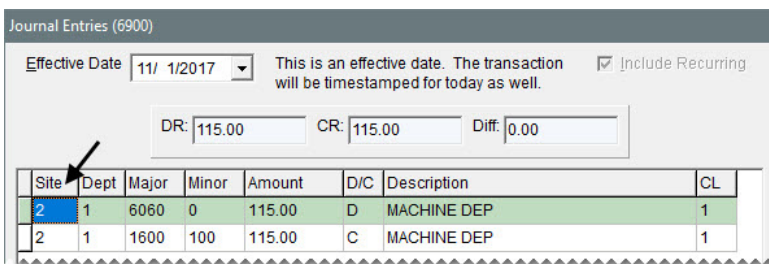 Journal Entries (6900)
Effective Date 11/ 1/2017 This is an effective date. The transaction Include Recurring
will be timestamped for today as well.
DR: 115.00 CR: 115.00 Diff: 0.00
Site Dept Major Minor Amount D/C Description CL
2 1 6060 0 115.00 D MACHINE DEP 1
2 1 1600 100 115.00 C MACHINE DEP 1